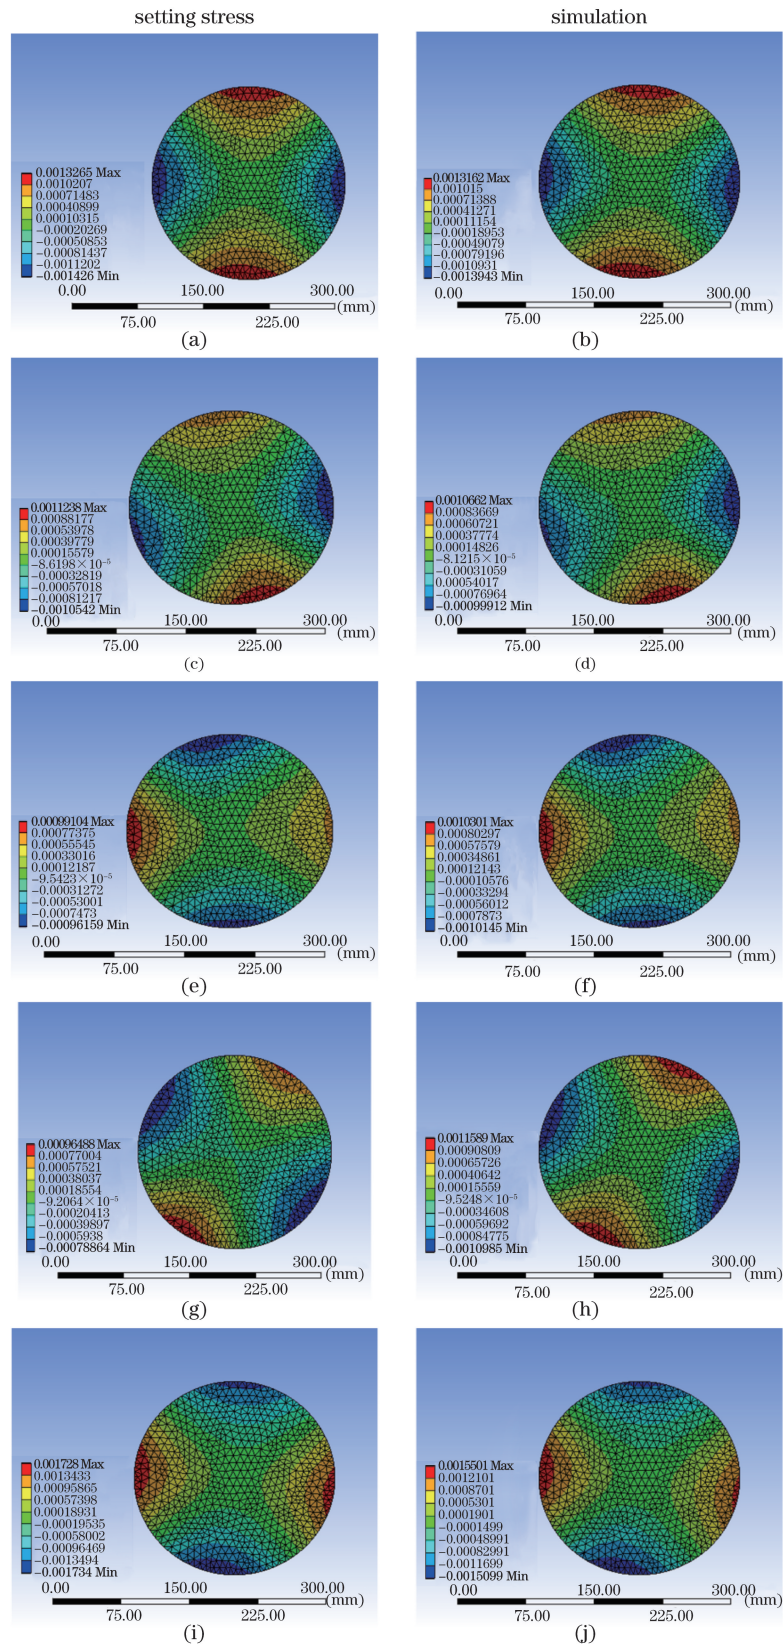 setting stress
simulation
0.0013265 Max
0.0010207
0.00071483
0.00040899
0.00010315
-0.00020269
-0.00050853
-0.00081437
-0.0011202
-0.001426 Min
0.00 150.00 300.00
(mm)
75.00 225.00
(a)
0.0013162 Max
0.001015
0.00071388
0.00041271
0.00011154
-0.00018953
-0.00049079
-0.00079196
-0.0010931
-0.0013943 Min
0.00 150.00 300.00
(mm)
75.00 225.00
(b)
0.0011238 Max
0.00088177
0.00053978
0.00039779
0.00015579
-8.6198×10⁻⁵
-0.00032819
-0.00057018
-0.00081217
-0.0010542 Min
0.00 150.00 300.00
(mm)
75.00 225.00
(c)
0.0010662 Max
0.00083669
0.00060721
0.00037774
0.00014826
-8.1215×10⁻⁵
-0.00031059
0.00054017
-0.00076964
-0.00099912 Min
0.00 150.00 300.00
(mm)
75.00 225.00
(d)
0.00099104 Max
0.00077375
0.00055545
0.00033016
0.00012187
-9.5423×10⁻⁵
-0.00031272
-0.00053001
-0.0007473
-0.00096159 Min
0.00 150.00 300.00
(mm)
75.00 225.00
(e)
0.0010301 Max
0.00080297
0.00057579
0.00034861
0.00012143
-0.00010576
-0.00033294
-0.00056012
-0.0007873
-0.0010145 Min
0.00 150.00 300.00
(mm)
75.00 225.00
(f)
0.00096488 Max
0.00077004
0.00057521
0.00038037
0.00018554
-9.2064×10⁻⁵
-0.00020413
-0.00039897
-0.0005938
-0.00078864 Min
0.00 150.00 300.00
(mm)
75.00 225.00
(g)
0.0011589 Max
0.00090809
0.00065726
0.00040642
0.00015559
-9.5248×10⁻⁵
-0.00034608
-0.00059692
-0.00084775
-0.0010985 Min
0.00 150.00 300.00
(mm)
75.00 225.00
(h)
0.001728 Max
0.0013433
0.00095865
0.00057398
0.00018931
-0.00019535
-0.00058002
-0.00096469
-0.0013494
-0.001734 Min
0.00 150.00 300.00
(mm)
75.00 225.00
(i)
0.0015501 Max
0.0012101
0.0008701
0.0005301
0.0001901
-0.0001499
-0.00048991
-0.00082991
-0.0011699
-0.0015099 Min
0.00 150.00 300.00
(mm)
75.00 225.00
(j)